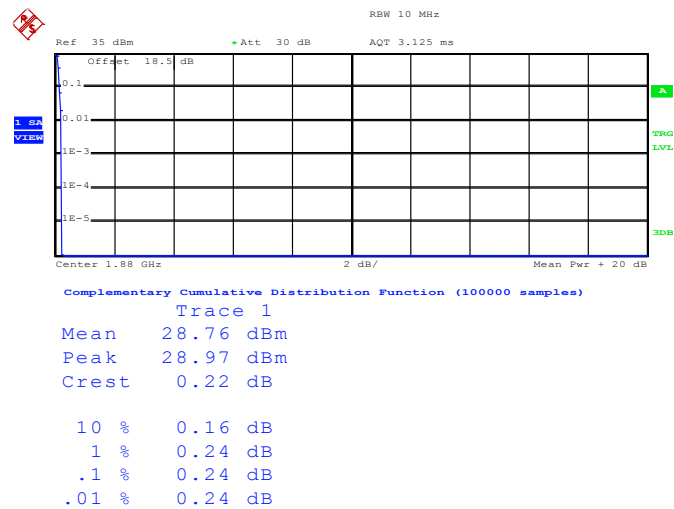 RBW 10 MHz
Ref 35 dBm *Att 30 dB AQT 3.125 ms
Offset 18.5 dB
0.1
A
0.01
1 SA
VIEW
TRG
LVL
1E-3
1E-4
1E-5
3DB
Center 1.88 GHz 2 dB/ Mean Pwr + 20 dB
Complementary Cumulative Distribution Function (100000 samples)
Trace 1
Mean 28.76 dBm
Peak 28.97 dBm
Crest 0.22 dB
10 % 0.16 dB
1 % 0.24 dB
.1 % 0.24 dB
.01 % 0.24 dB